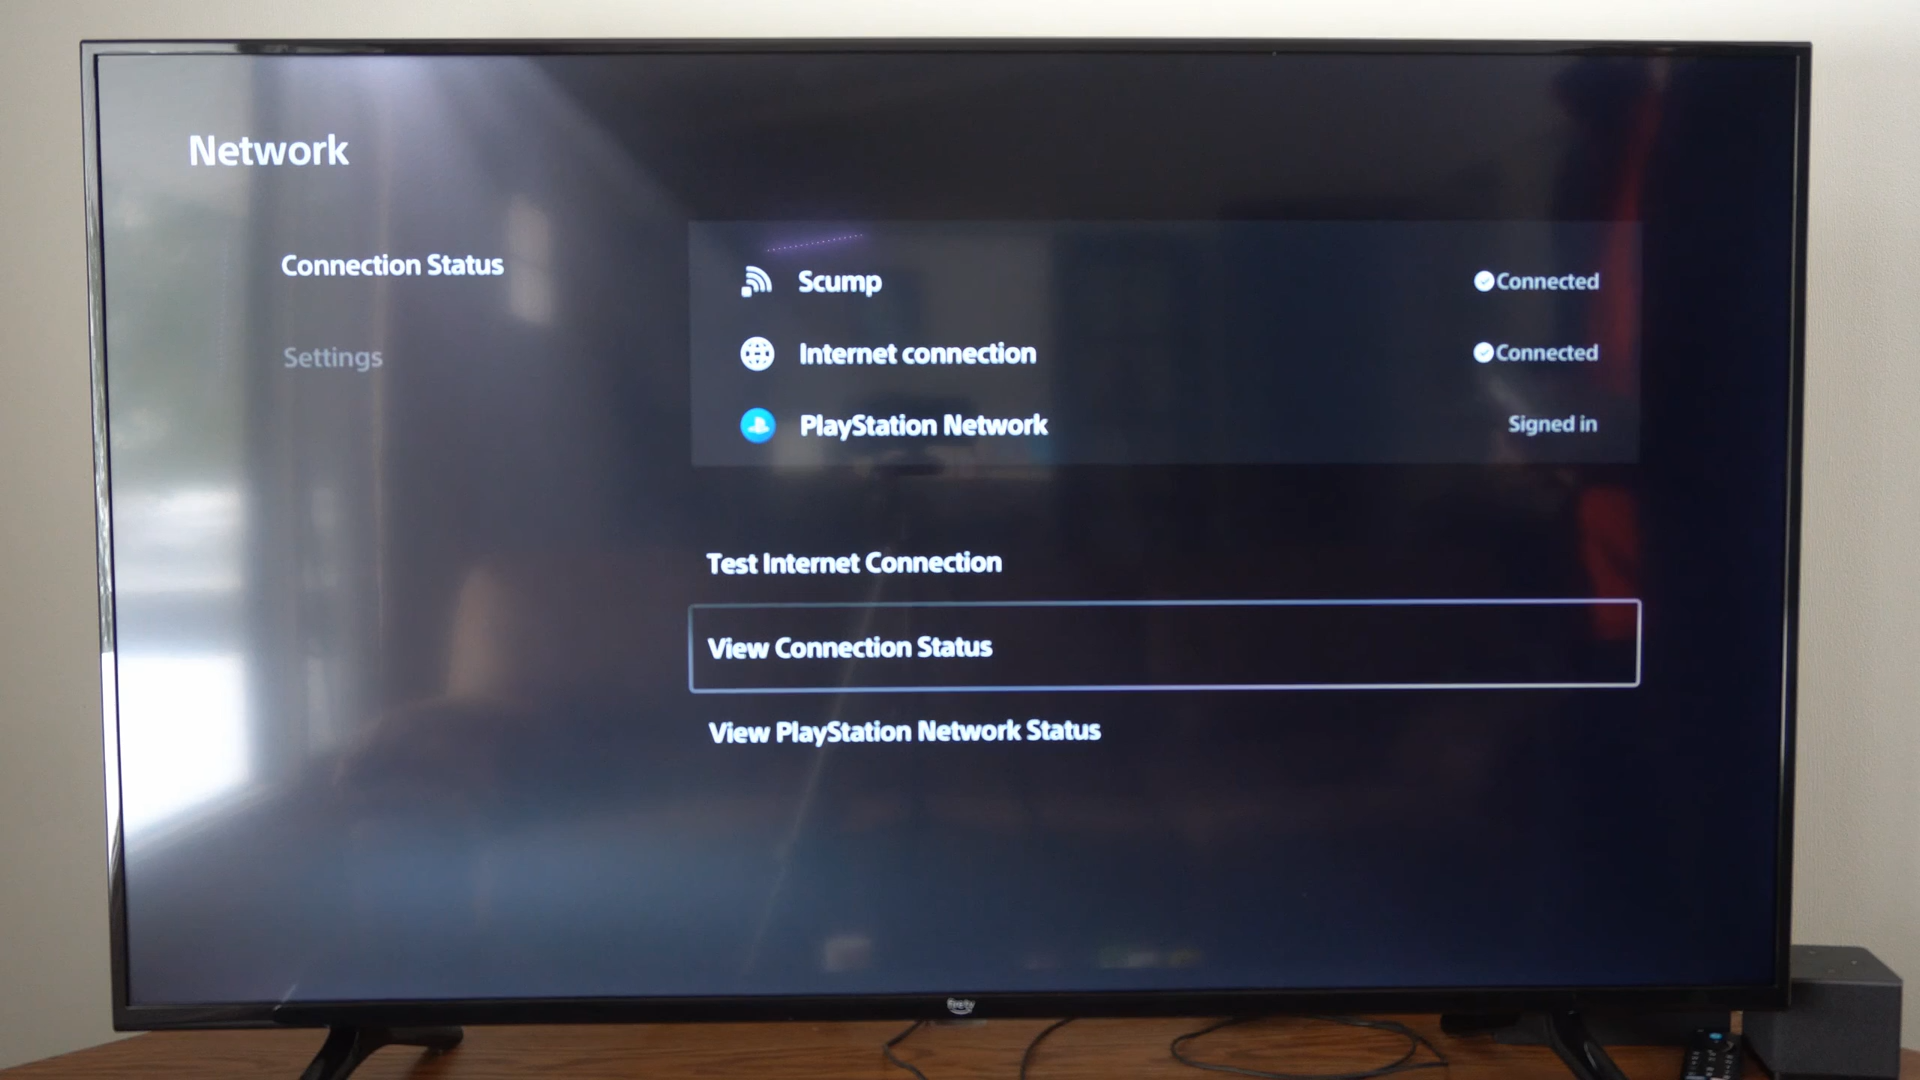 Network
Connection Status
Settings
Scump
Connected
Internet connection
Connected
PlayStation Network
Signed in
Test Internet Connection
View Connection Status
View PlayStation Network Status